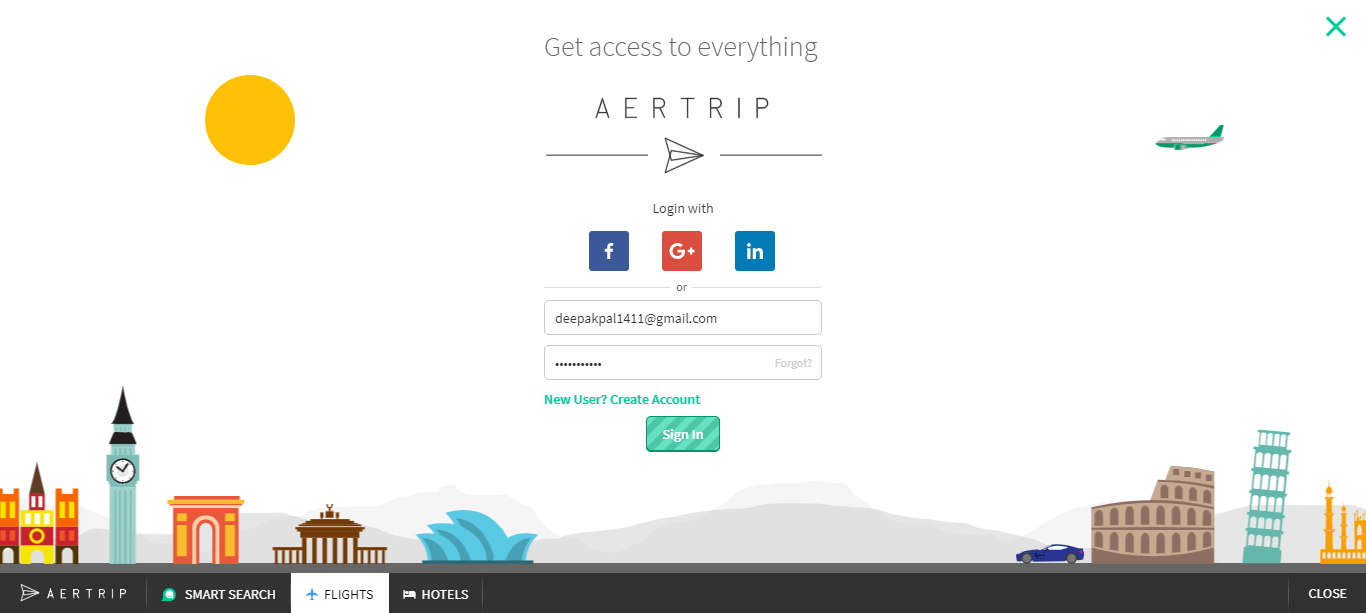 Get access to everything
AERTRIP
Login with
f G+ in
or
deepakpal1411@gmail.com
••••••••••• Forgot?
New User? Create Account
Sign In
AERTRIP SMART SEARCH FLIGHTS HOTELS CLOSE